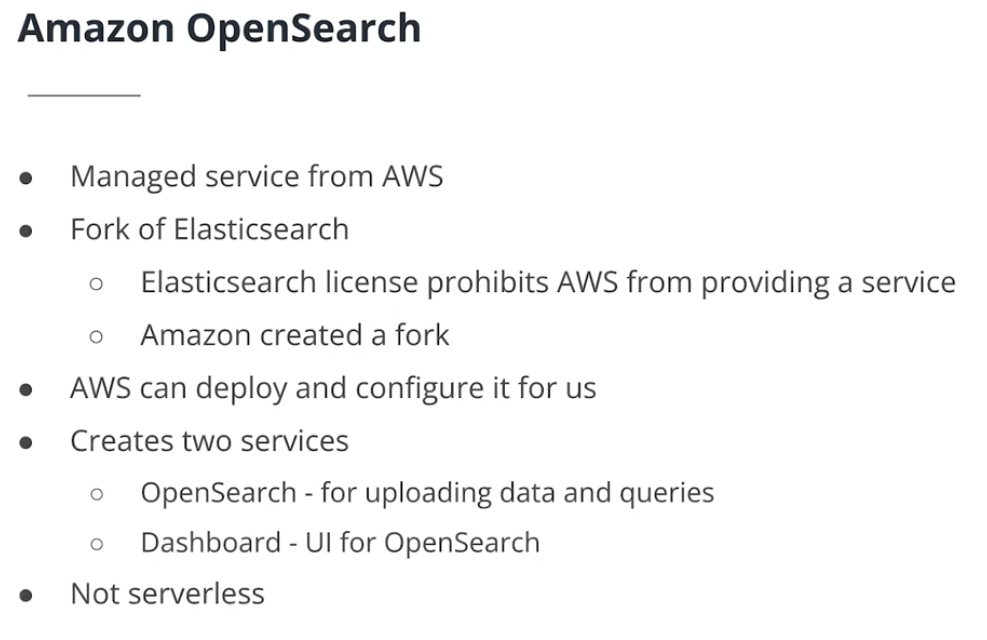 Amazon OpenSearch
● Managed service from AWS
● Fork of Elasticsearch
○ Elasticsearch license prohibits AWS from providing a service
○ Amazon created a fork
● AWS can deploy and configure it for us
● Creates two services
○ OpenSearch - for uploading data and queries
○ Dashboard - UI for OpenSearch
● Not serverless